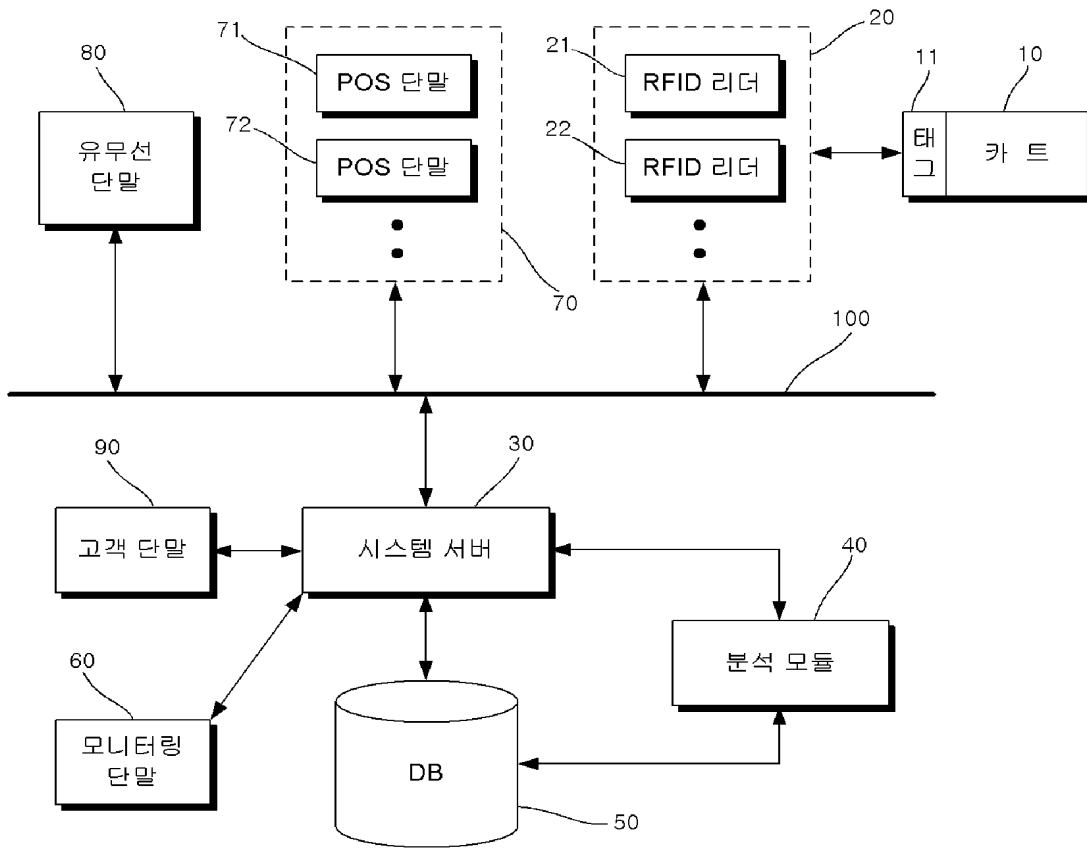 80
71
20
21
11
10
POS 단말
RFID 리더
72
22
유무선
단말
POS 단말
RFID 리더
태
그
카 트
70
100
90
30
고객 단말
시스템 서버
40
분석 모듈
60
모니터링
단말
DB
50